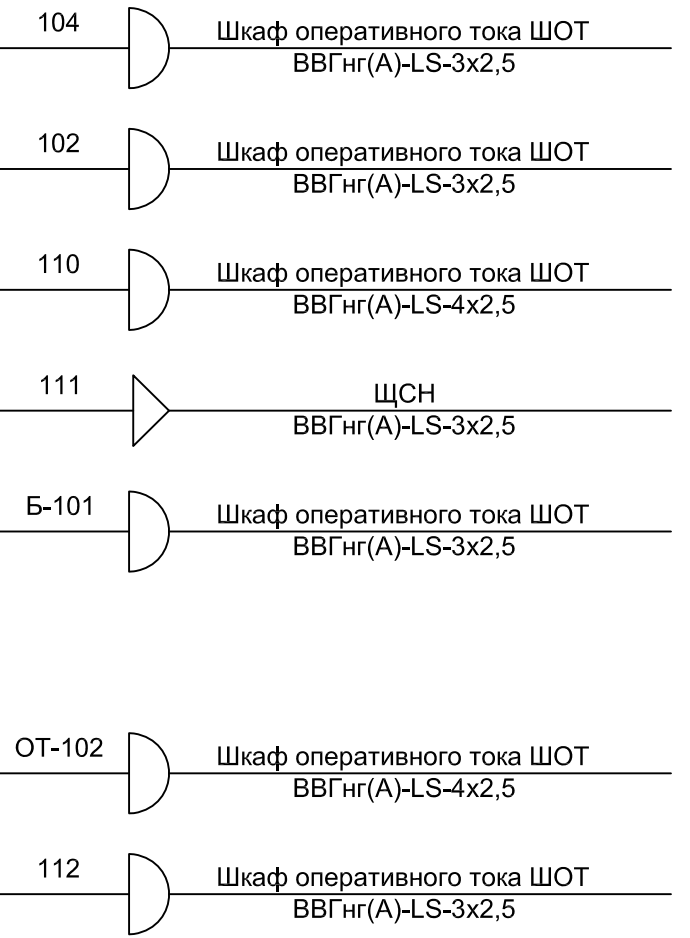 104
Шкаф оперативного тока ШОТ
ВВГнг(А)-LS-3х2,5
102
Шкаф оперативного тока ШОТ
ВВГнг(А)-LS-3х2,5
110
Шкаф оперативного тока ШОТ
ВВГнг(А)-LS-4х2,5
111
ЩСН
ВВГнг(А)-LS-3х2,5
Б-101
Шкаф оперативного тока ШОТ
ВВГнг(А)-LS-3х2,5
ОТ-102
Шкаф оперативного тока ШОТ
ВВГнг(А)-LS-4х2,5
112
Шкаф оперативного тока ШОТ
ВВГнг(А)-LS-3х2,5